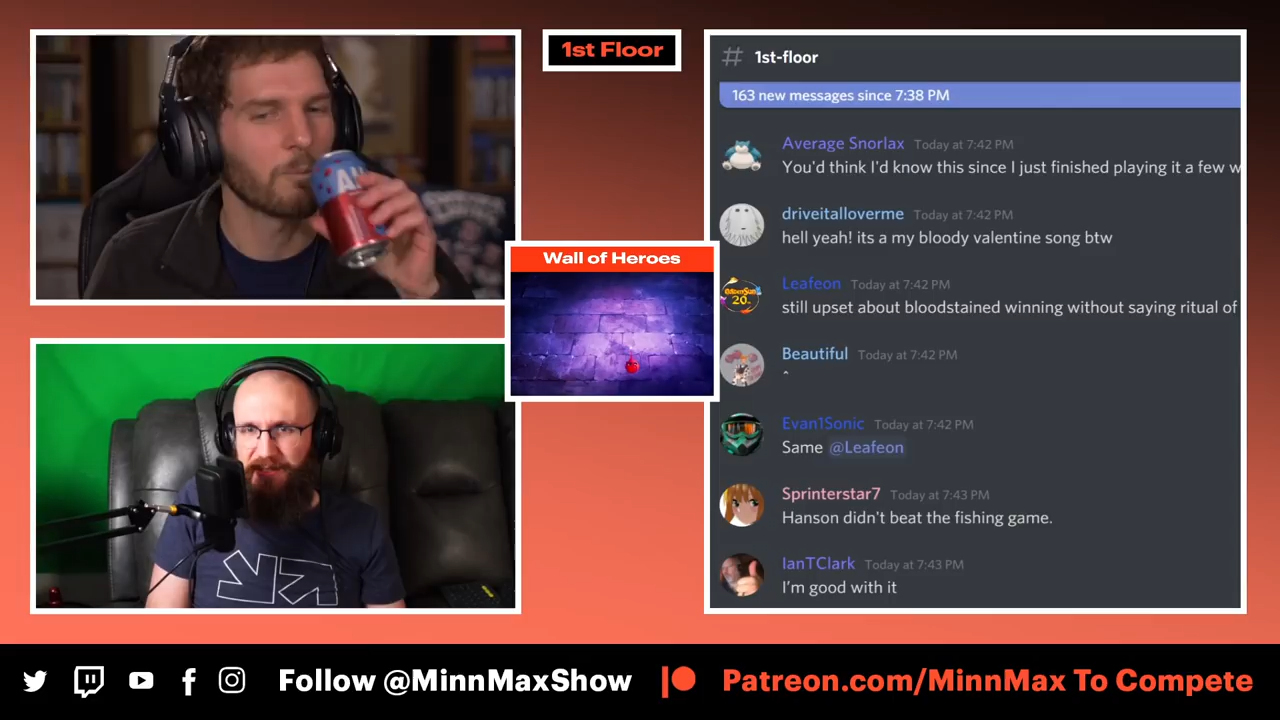 1st Floor
# 1st-floor
163 new messages since 7:38 PM
Average Snorlax Today at 7:42 PM
You'd think I'd know this since I just finished playing it a few w
driveitalloverme Today at 7:42 PM
hell yeah! its a my bloody valentine song btw
Leafeon Today at 7:42 PM
still upset about bloodstained winning without saying ritual of
Beautiful Today at 7:42 PM
^
Evan1Sonic Today at 7:42 PM
Same @Leafeon
Sprinterstar7 Today at 7:43 PM
Hanson didn't beat the fishing game.
IanTClark Today at 7:43 PM
I'm good with it
Wall of Heroes
Follow @MinnMaxShow
Patreon.com/MinnMax To Compete